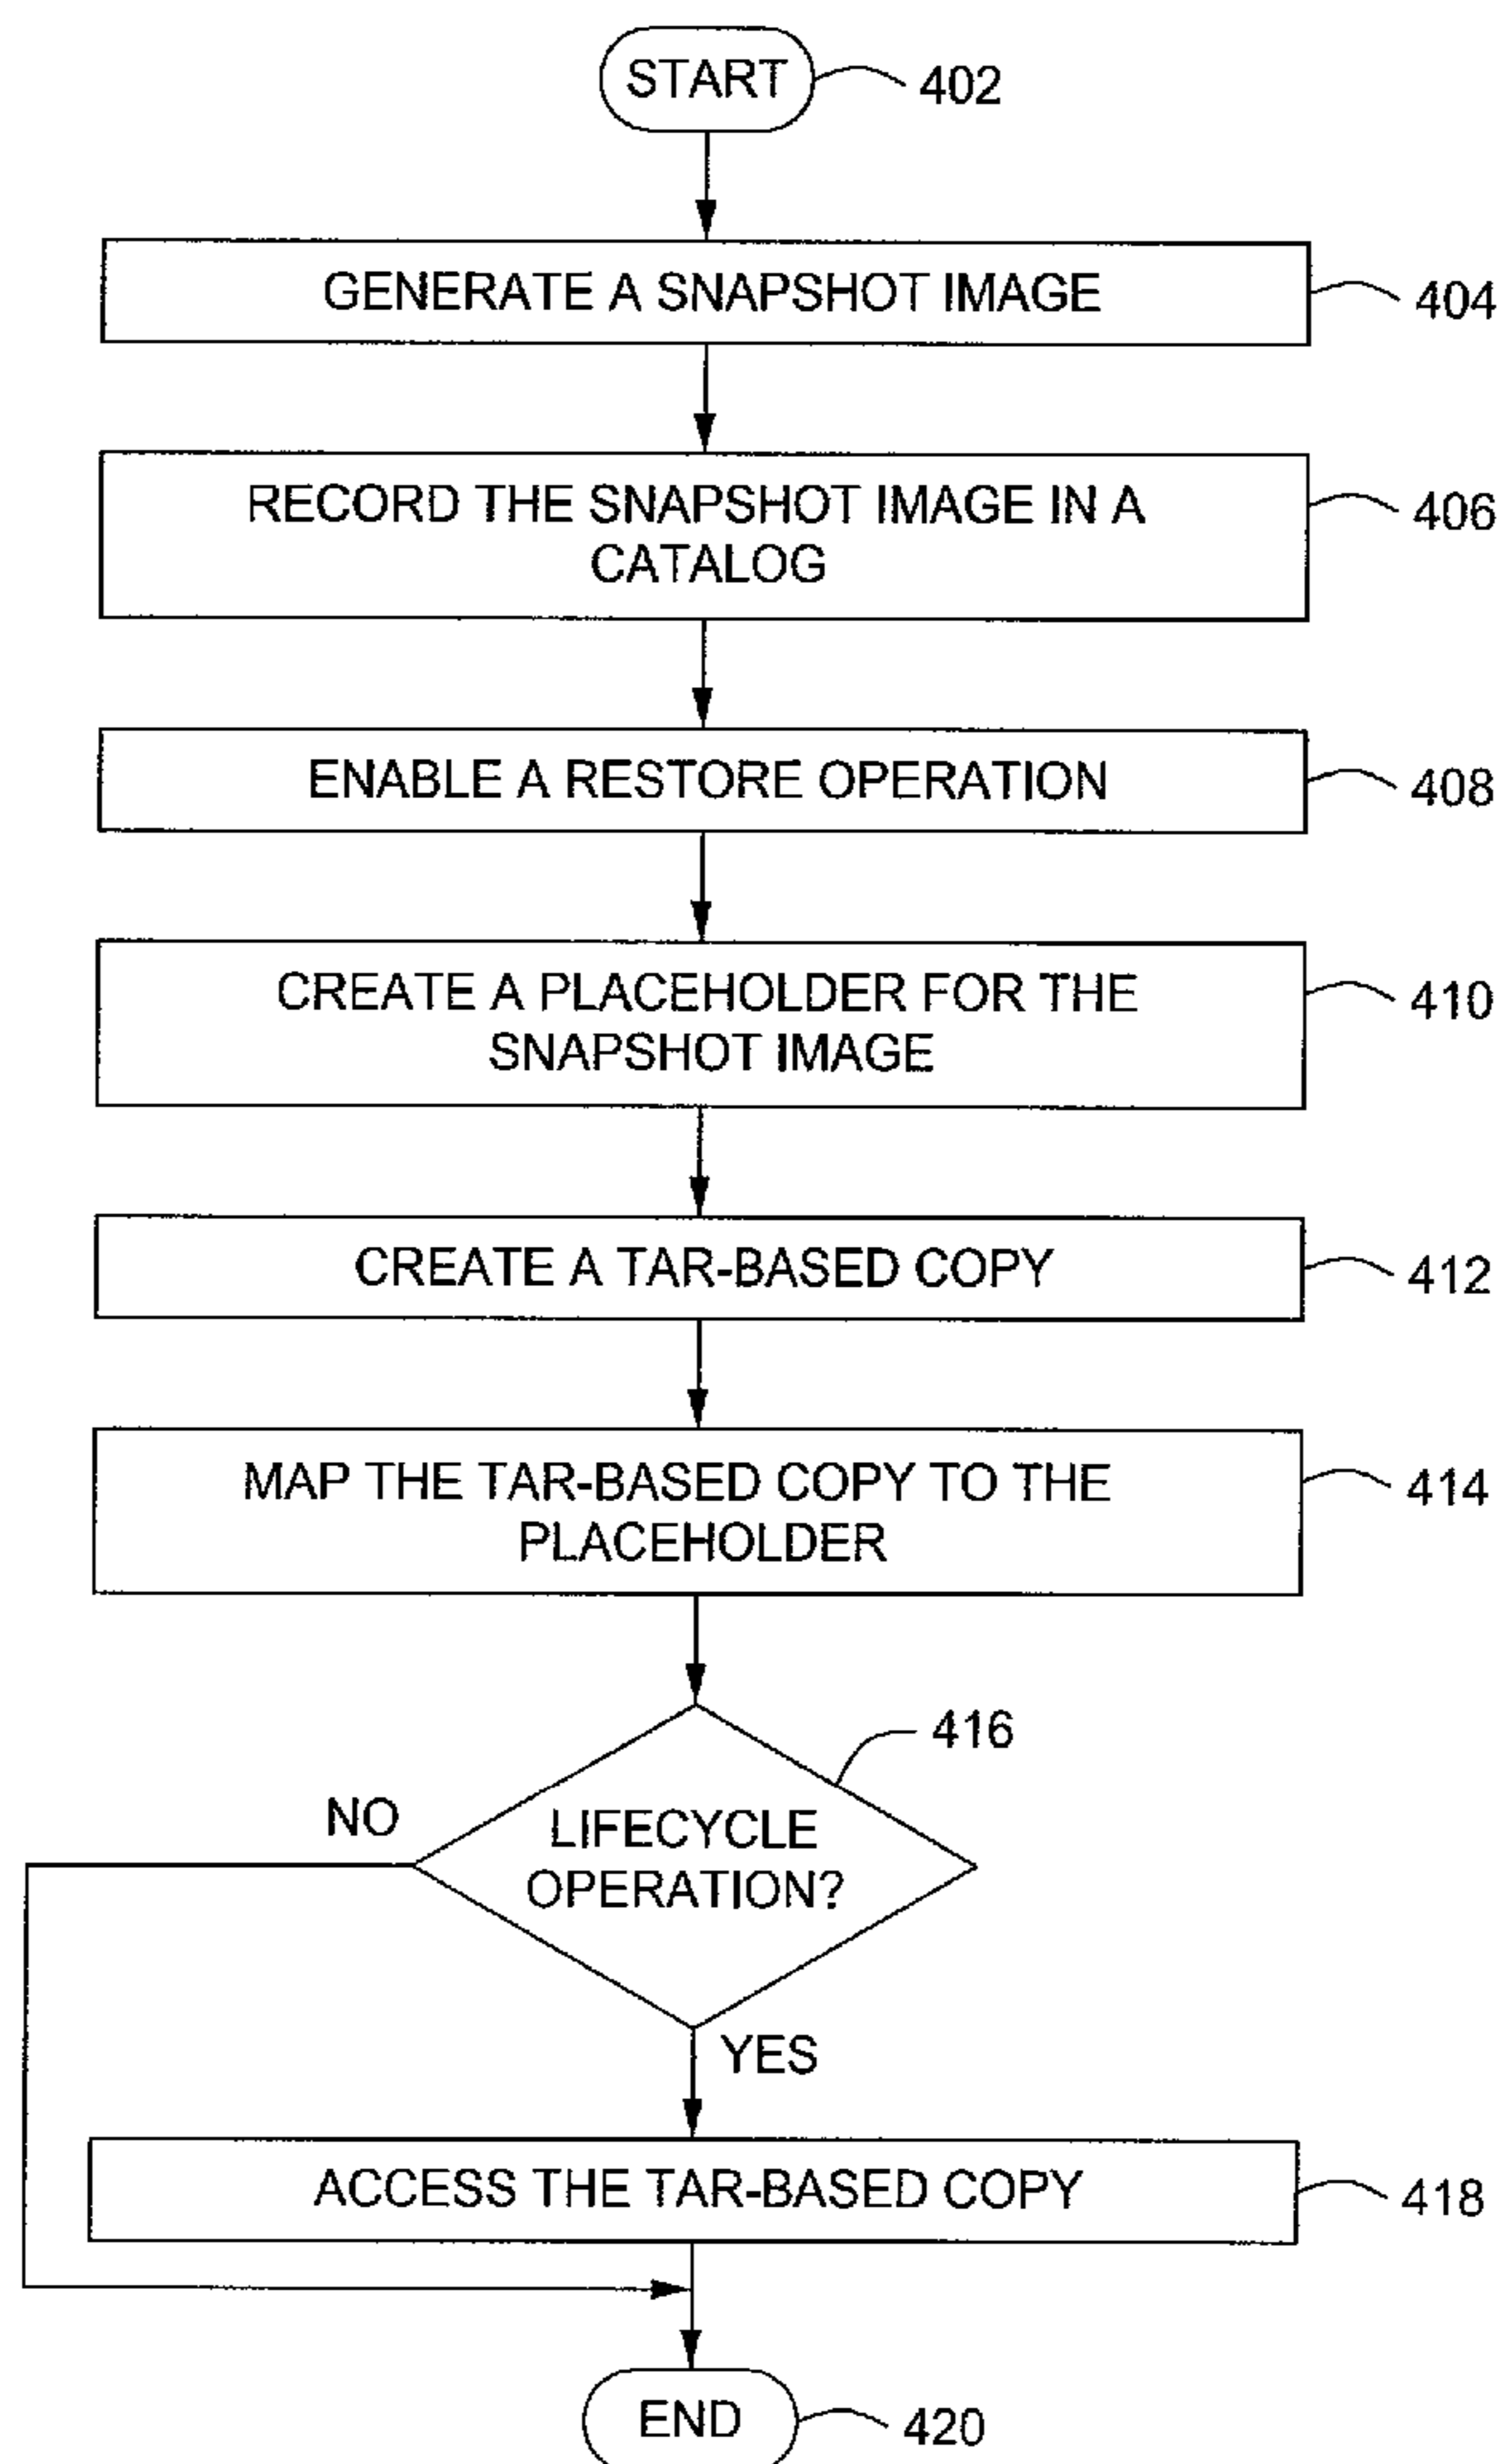 START
402
GENERATE A SNAPSHOT IMAGE
404
RECORD THE SNAPSHOT IMAGE IN A
CATALOG
406
ENABLE A RESTORE OPERATION
408
CREATE A PLACEHOLDER FOR THE
SNAPSHOT IMAGE
410
CREATE A TAR-BASED COPY
412
MAP THE TAR-BASED COPY TO THE
PLACEHOLDER
414
416
NO
LIFECYCLE
OPERATION?
YES
ACCESS THE TAR-BASED COPY
418
END
420